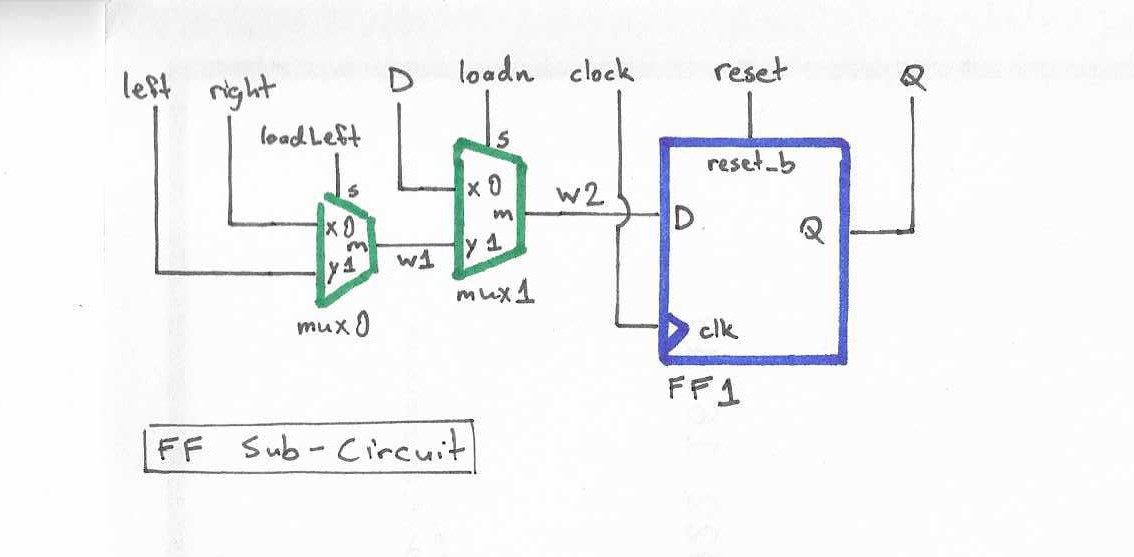 left right D loadn clock reset Q
loadLeft
s
s
x 0
m
y 1
mux 0
w1
x 0
m
y 1
mux 1
w2
reset_b
D
Q
clk
FF1
FF Sub-Circuit